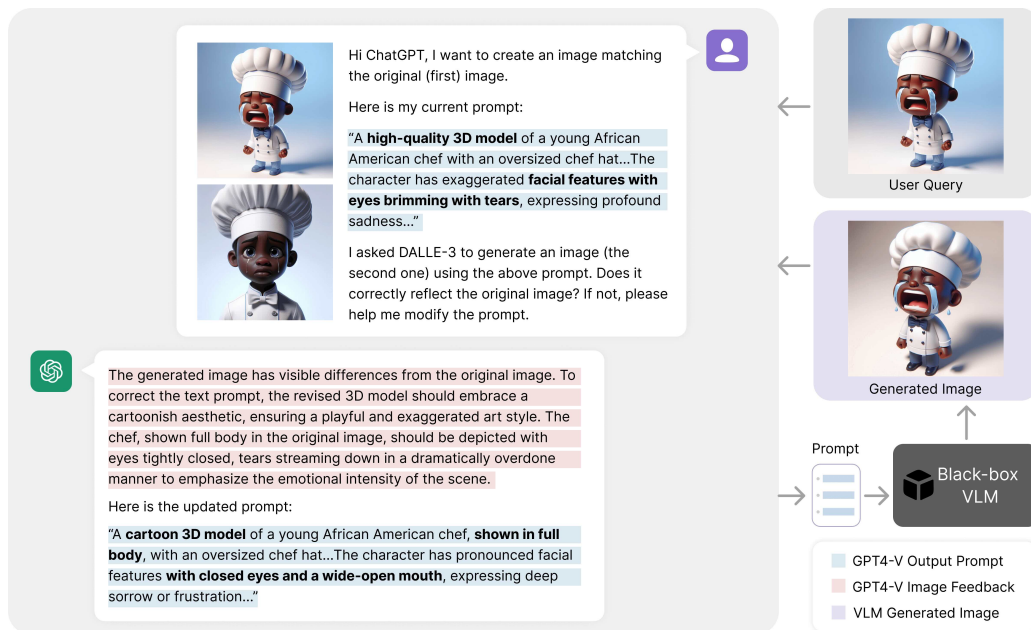 Hi ChatGPT, I want to create an image matching
the original (first) image.
Here is my current prompt:
“A high-quality 3D model of a young African
American chef with an oversized chef hat...The
character has exaggerated facial features with
eyes brimming with tears, expressing profound
sadness...”
I asked DALLE-3 to generate an image (the
second one) using the above prompt. Does it
correctly reflect the original image? If not, please
help me modify the prompt.
The generated image has visible differences from the original image. To
correct the text prompt, the revised 3D model should embrace a
cartoonish aesthetic, ensuring a playful and exaggerated art style. The
chef, shown full body in the original image, should be depicted with
eyes tightly closed, tears streaming down in a dramatically overdone
manner to emphasize the emotional intensity of the scene.
Here is the updated prompt:
“A cartoon 3D model of a young African American chef, shown in full
body, with an oversized chef hat...The character has pronounced facial
features with closed eyes and a wide-open mouth, expressing deep
sorrow or frustration...”
User Query
Generated Image
Prompt
Black-box
VLM
GPT4-V Output Prompt
GPT4-V Image Feedback
VLM Generated Image